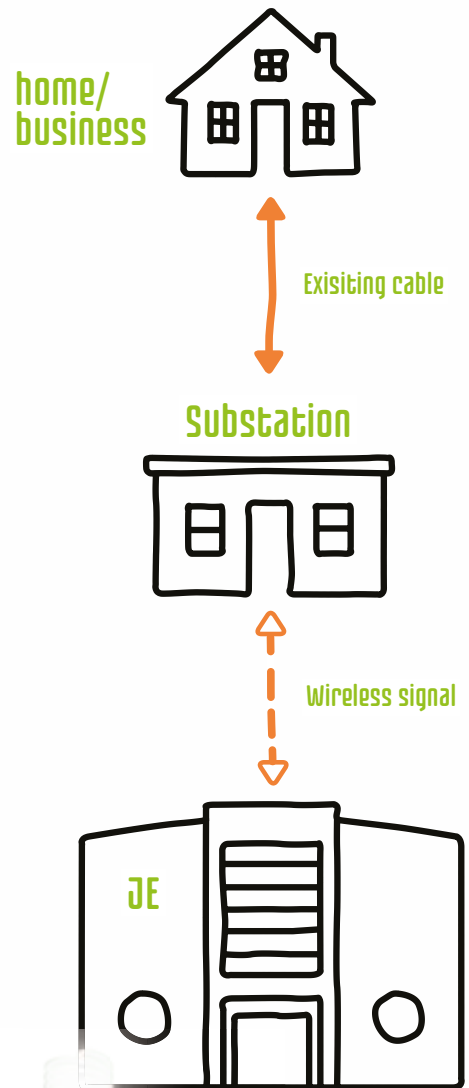 home/
business
Exisiting cable
Substation
Wireless signal
JE